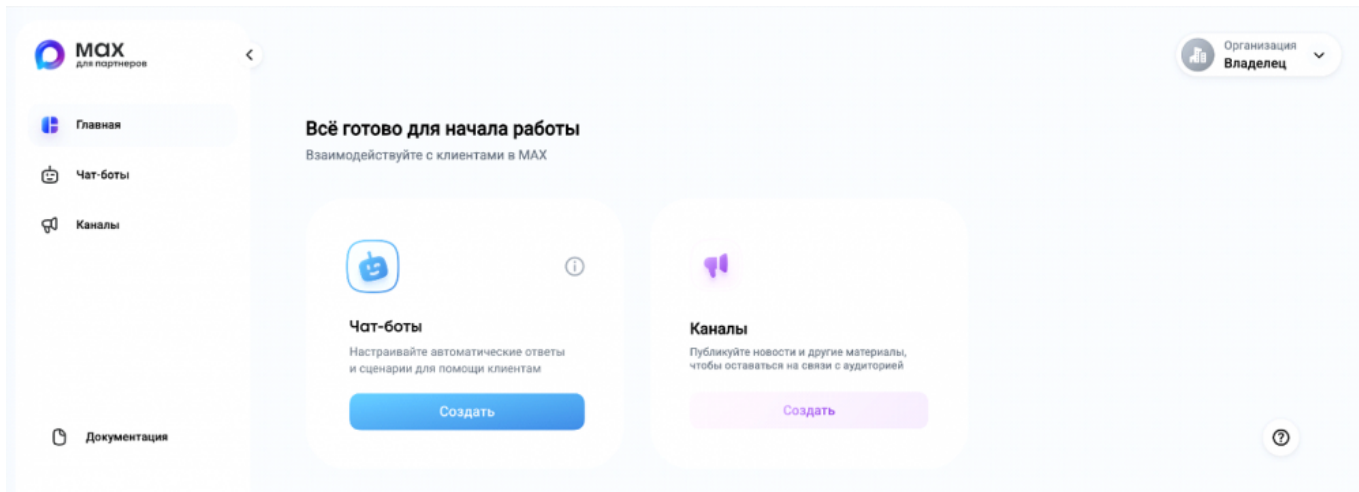 max
для партнеров
Организация
Владелец
Главная
Чат-боты
Каналы
Документация
Всё готово для начала работы
Взаимодействуйте с клиентами в MAX
Чат-боты
Настраивайте автоматические ответы
и сценарии для помощи клиентам
Создать
Каналы
Публикуйте новости и другие материалы,
чтобы оставаться на связи с аудиторией
Создать